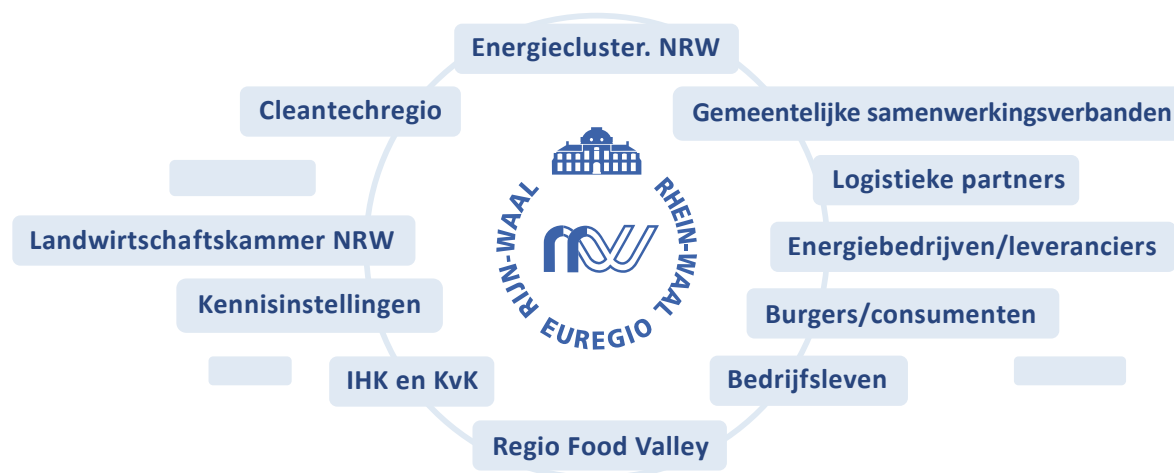 Energiecluster. NRW
Cleantechregio
Gemeentelijke samenwerkingsverbanden
Logistieke partners
Landwirtschaftskammer NRW
Energiebedrijven/leveranciers
Kennisinstellingen
Burgers/consumenten
IHK en KvK
Bedrijfsleven
Regio Food Valley
RIJN-WAAL
RHEIN-WAAL
EUREGIO